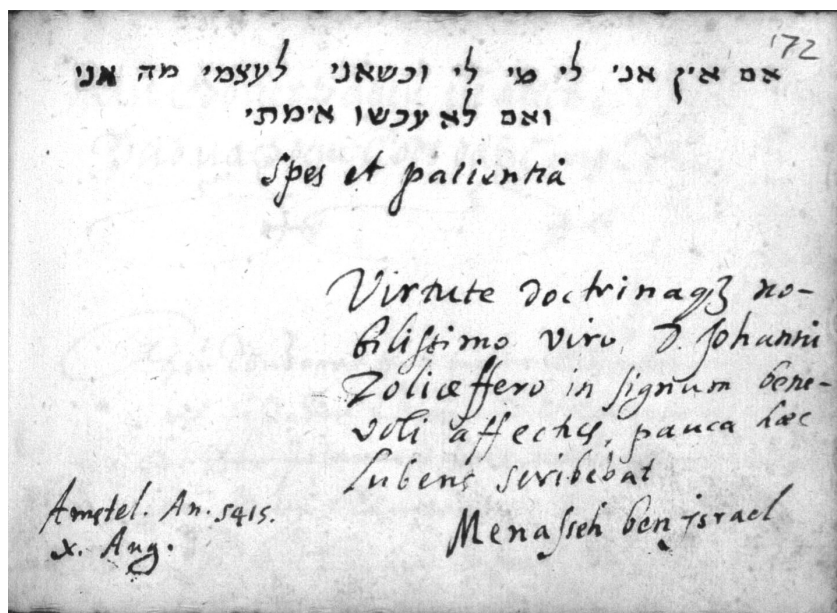 172
אם אין אני לי מי לי וכשאני לעצמי מה אני
ואם לא עכשו אימתי
Spes et patientia
Virtute doctrinaqꝫ no-
bilissimo viro, D. Johanni
Zolicoffero in signum bene-
voli affectus, pauca hæc
lubens scribebat
Menasseh ben israel
Amstel. An. 5415.
x. Aug.